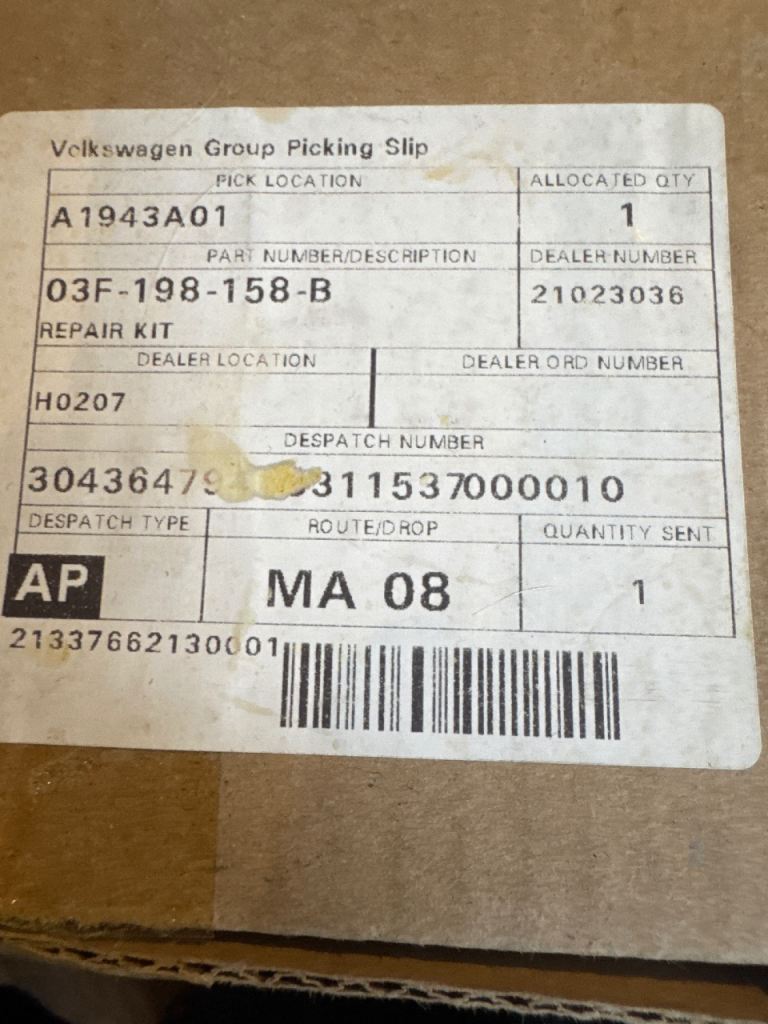 Volkswagen Group Picking Slip
PICK LOCATION
ALLOCATED QTY
A1943A01
1
PART NUMBER/DESCRIPTION
DEALER NUMBER
03F-198-158-B
21023036
REPAIR KIT
DEALER LOCATION
DEALER ORD NUMBER
H0207
DESPATCH NUMBER
DESPATCH TYPE
ROUTE/DROP
QUANTITY SENT
AP
MA 08
1
21337662130001